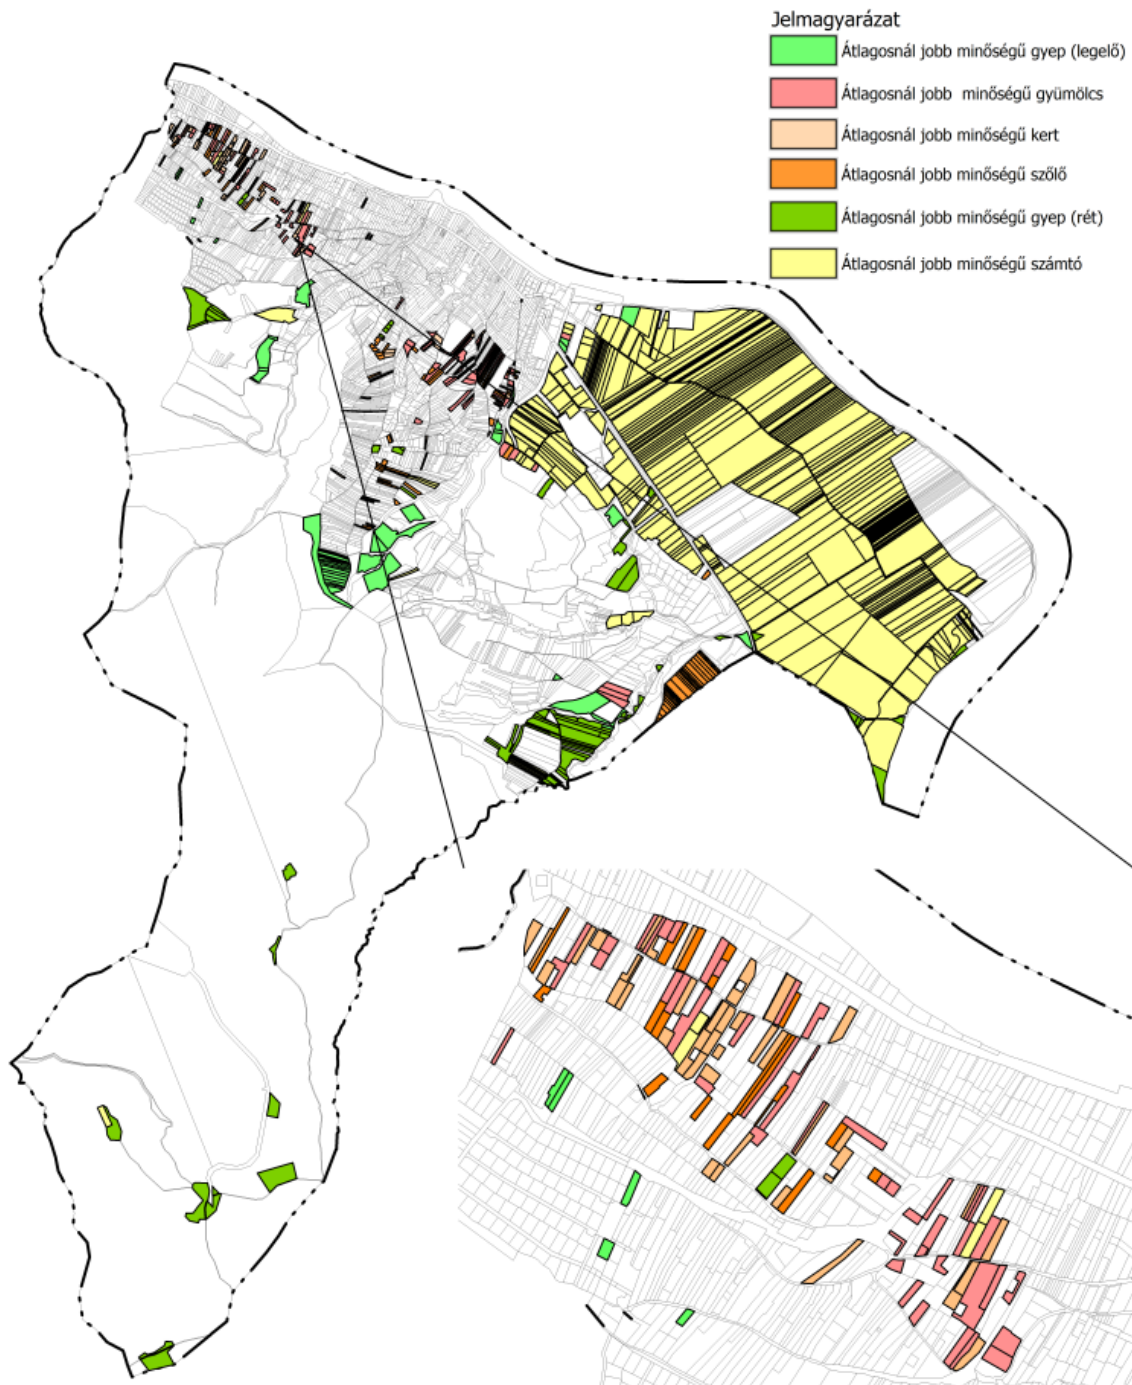 Jelmagyarázat
Átlagosnál jobb minőségű gyep (legelő)
Átlagosnál jobb minőségű gyümölcs
Átlagosnál jobb minőségű kert
Átlagosnál jobb minőségű szőlő
Átlagosnál jobb minőségű gyep (rét)
Átlagosnál jobb minőségű számtó